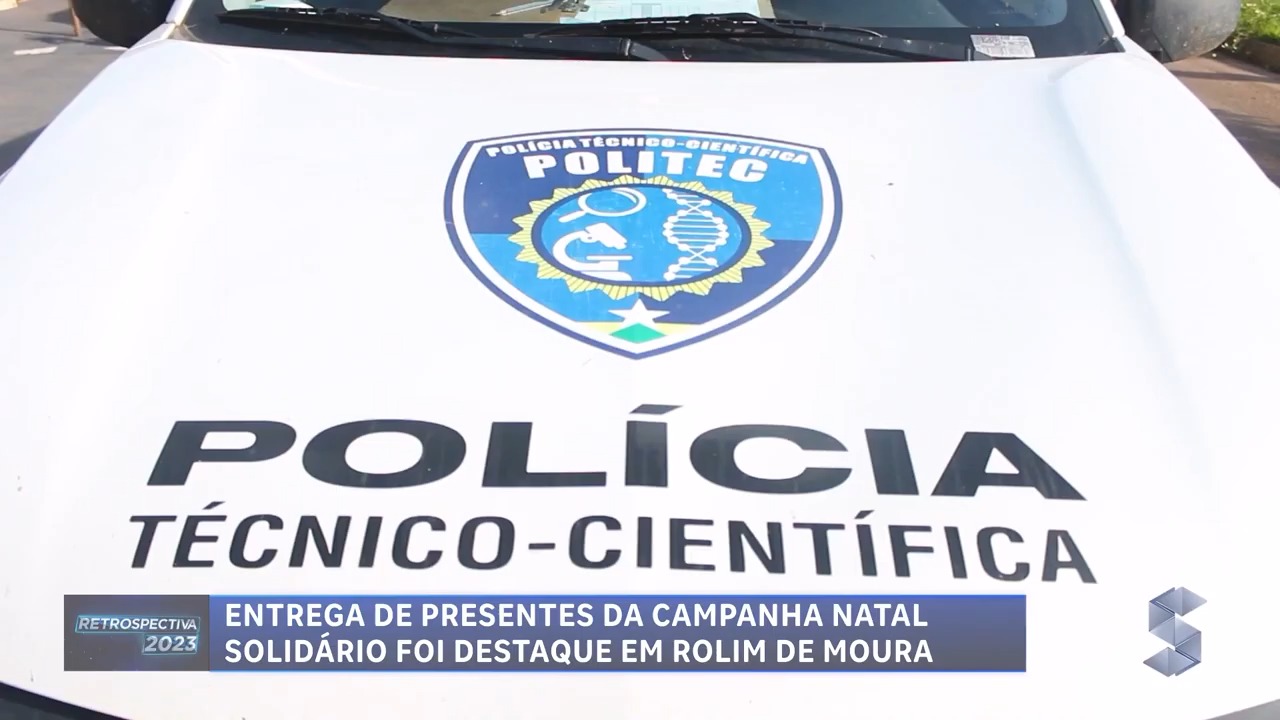 POLÍCIA TÉCNICO-CIENTÍFICA
POLITEC
POLÍCIA
TÉCNICO-CIENTÍFICA
RETROSPECTIVA
2023
ENTREGA DE PRESENTES DA CAMPANHA NATAL
SOLIDÁRIO FOI DESTAQUE EM ROLIM DE MOURA